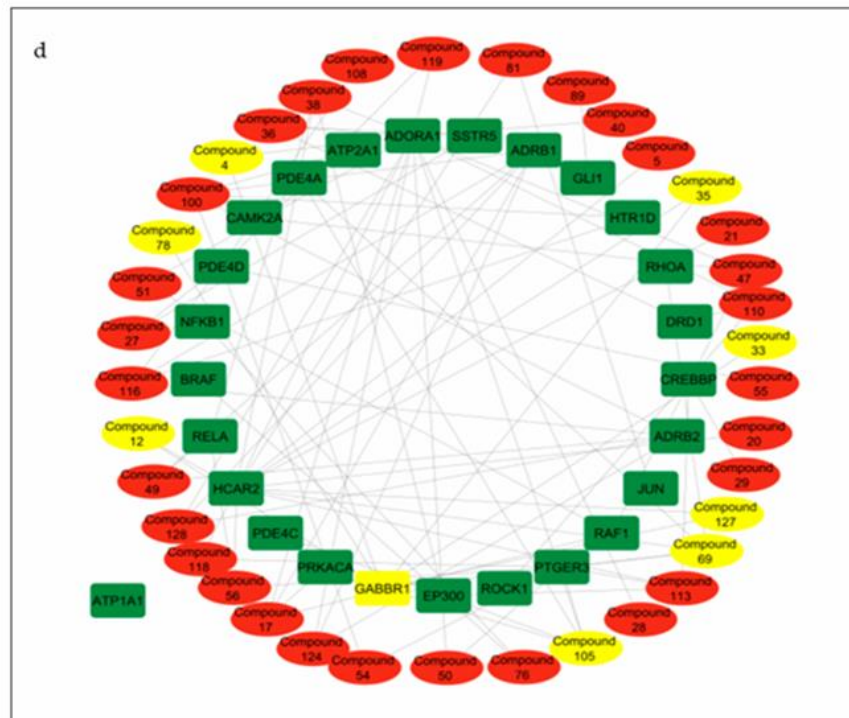 d
Compound
119
Compound
81
Compound
108
Compound
89
Compound
38
Compound
40
Compound
36
Compound
5
Compound
4
Compound
35
Compound
100
Compound
21
Compound
78
Compound
47
Compound
51
Compound
110
Compound
27
Compound
33
Compound
116
Compound
55
Compound
12
Compound
20
Compound
49
Compound
29
Compound
128
Compound
127
Compound
118
Compound
69
Compound
56
Compound
113
Compound
17
Compound
28
Compound
124
Compound
105
Compound
54
Compound
50
Compound
76
ADORA1
SSTR5
ATP2A1
ADRB1
PDE4A
GLI1
CAMK2A
HTR1D
PDE4D
RHOA
NFKB1
DRD1
BRAF
CREBBP
RELA
ADRB2
HCAR2
JUN
PDE4C
RAF1
PRKACA
PTGER3
GABBR1
EP300
ROCK1
ATP1A1